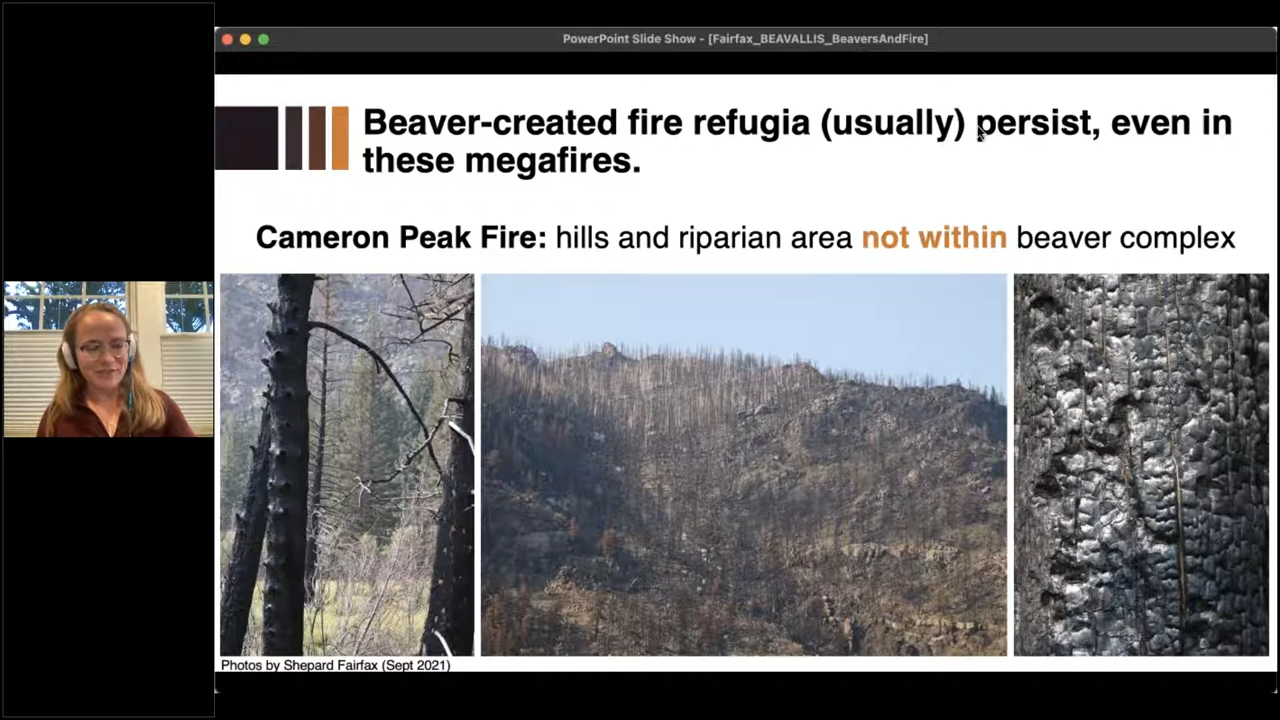 PowerPoint Slide Show - [Fairfax_BEAVALLIS_BeaversAndFire]
Beaver-created fire refugia (usually) persist, even in
these megafires.
Cameron Peak Fire: hills and riparian area not within beaver complex
Photos by Shepard Fairfax (Sept 2021)